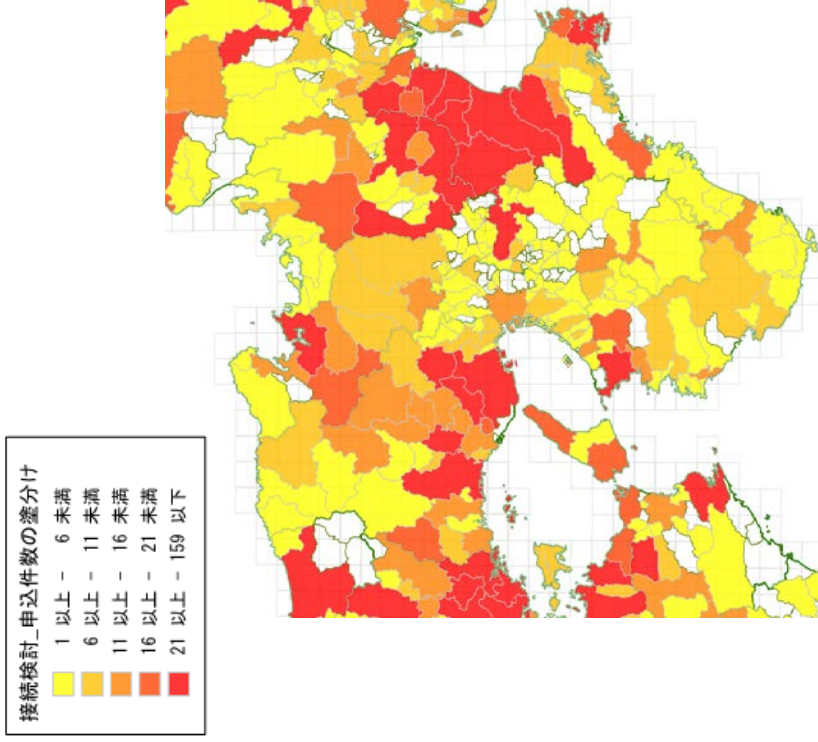 接続検討_申込件数の塗分け
1 以上 - 6 未満
6 以上 - 11 未満
11 以上 - 16 未満
16 以上 - 21 未満
21 以上 - 159 以下